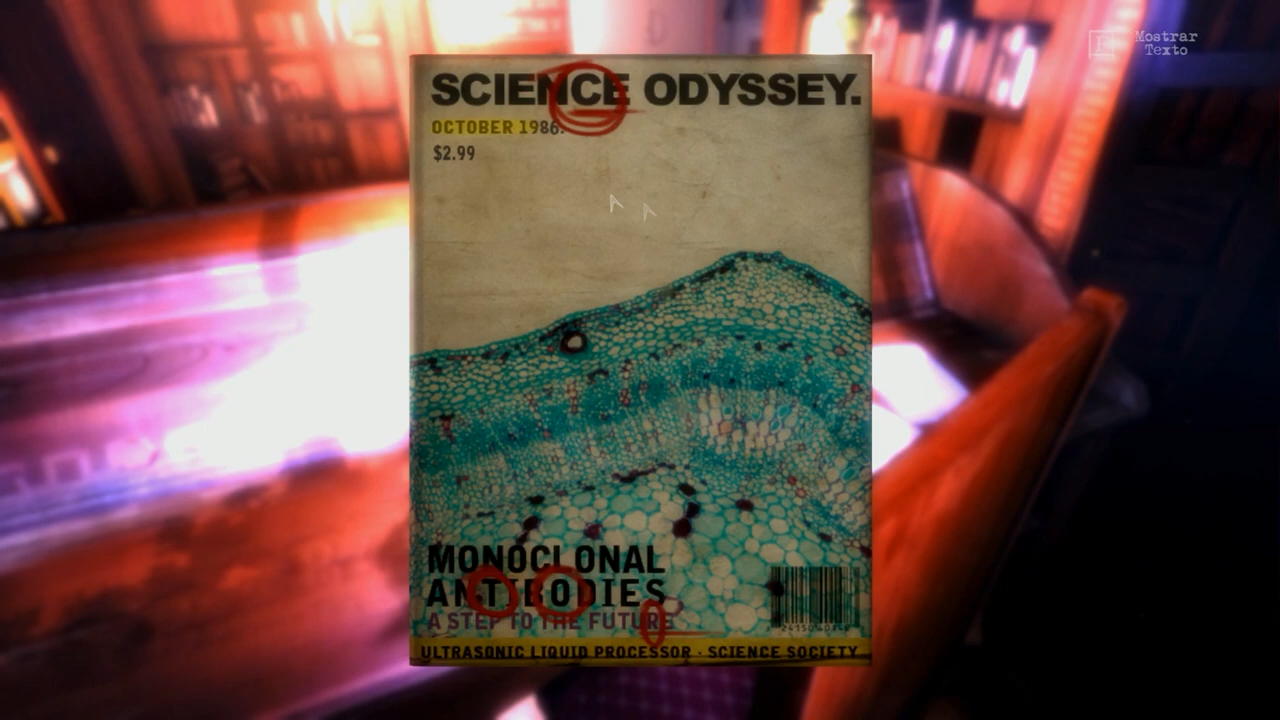 SCIENCE ODYSSEY.
OCTOBER 1986.
$2.99
Mostrar
Texto
MONOCLONAL
ANTIBODIES
A STEP TO THE FUTURE
ULTRASONIC LIQUID PROCESSOR · SCIENCE SOCIETY